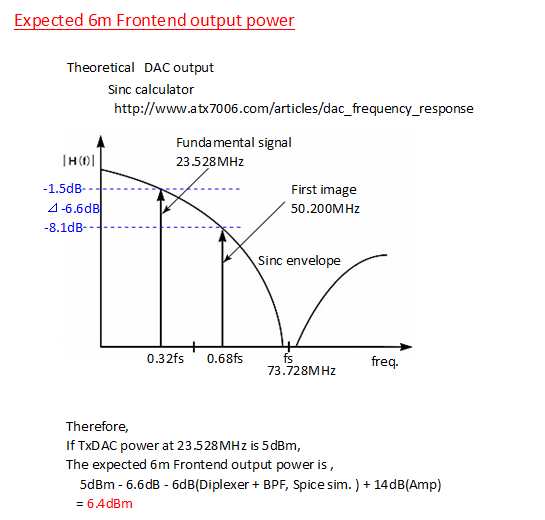 Expected 6m Frontend output power
Theoretical DAC output
Sinc calculator
http://www.atx7006.com/articles/dac_frequency_response
Fundamental signal
|H(f)|
23.528MHz
-1.5dB
First image
⊿ -6.6dB
50.200MHz
-8.1dB
Sinc envelope
0.32fs
0.68fs
fs
freq.
73.728MHz
Therefore,
If TxDAC power at 23.528MHz is 5dBm,
The expected 6m Frontend output power is ,
5dBm - 6.6dB - 6dB(Diplexer + BPF, Spice sim. ) + 14dB(Amp)
= 6.4dBm